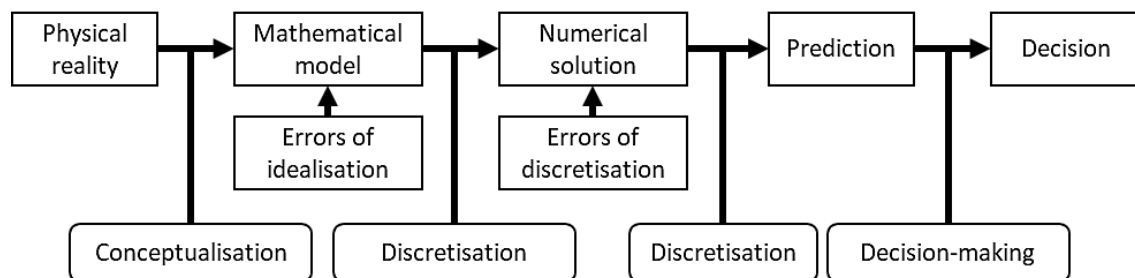 Physical
reality
Mathematical
model
Numerical
solution
Prediction
Decision
Errors of
idealisation
Errors of
discretisation
Conceptualisation
Discretisation
Discretisation
Decision-making